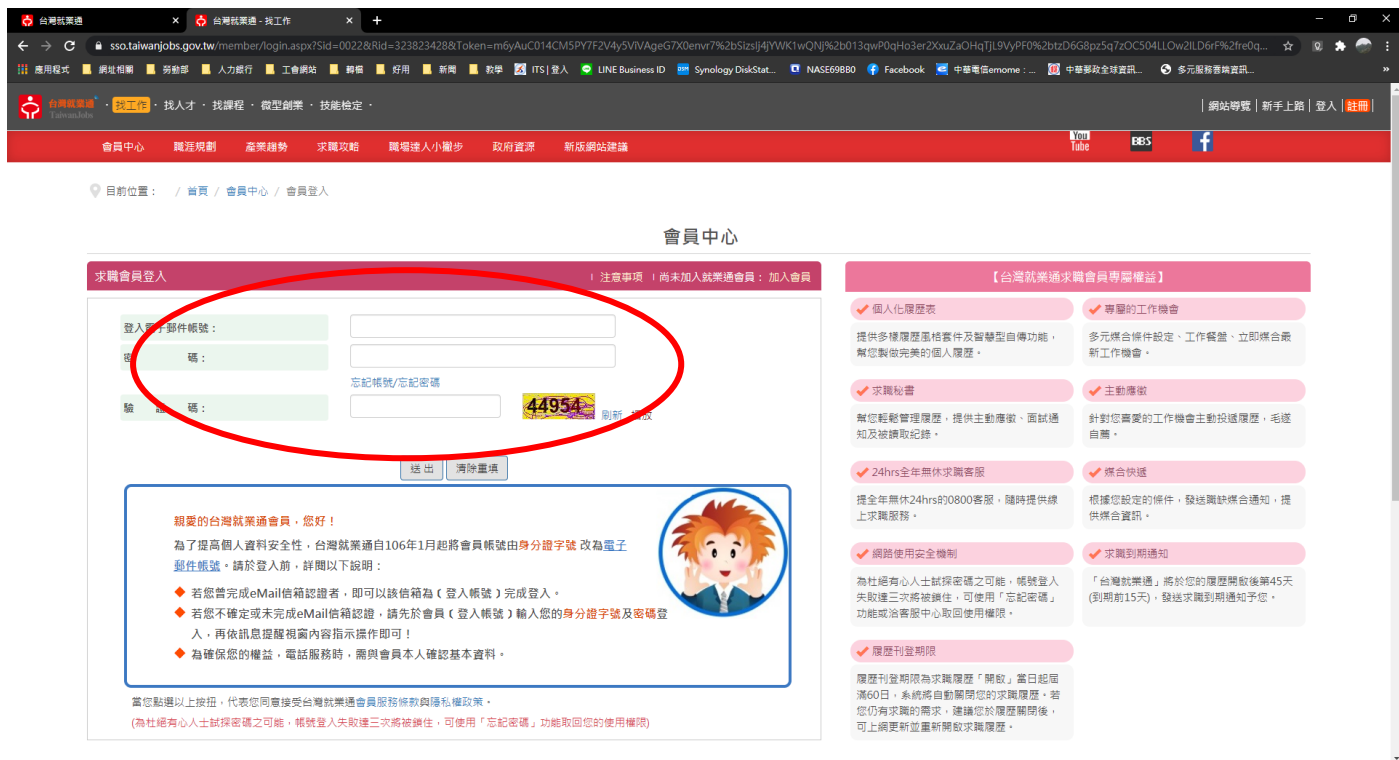 台灣就業通
台灣就業通 - 找工作
sso.taiwanjobs.gov.tw/member/login.aspx?Sid=0022&Rid=323823428&Token=
應用程式 網址相關 勞動部 人力銀行 工會網站 轉檔 好用 新聞 教學 ITS|登入 LINE Business ID Synology DiskStat... NASE69BB0 Facebook 中華電信emome：... 中華郵政全球資訊... 多元服務雲端資訊... »
台灣就業通 TaiwanJobs · 找工作 · 找人才 · 找課程 · 微型創業 · 技能檢定 ·
| 網站導覽 | 新手上路 | 登入 | 註冊 |
會員中心 職涯規劃 產業趨勢 求職攻略 職場達人小撇步 政府資源 新版網站建議 You Tube BBS f
目前位置： / 首頁 / 會員中心 / 會員登入
會員中心
求職會員登入 | 注意事項 | 尚未加入就業通會員： 加入會員
登入電子郵件帳號：
密 碼：
忘記帳號/忘記密碼
驗 證 碼： 44954 刷新 播放
送 出 清除重填
親愛的台灣就業通會員，您好！
為了提高個人資料安全性，台灣就業通自106年1月起將會員帳號由身分證字號 改為電子
郵件帳號。請於登入前，詳閱以下說明：
若您曾完成eMail信箱認證者，即可以該信箱為（登入帳號）完成登入。
若您不確定或未完成eMail信箱認證，請先於會員（登入帳號）輸入您的身分證字號及密碼登
入，再依訊息提醒視窗內容指示操作即可！
為確保您的權益，電話服務時，需與會員本人確認基本資料。
當您點選以上按扭，代表您同意接受台灣就業通會員服務條款與隱私權政策。
(為杜絕有心人士試探密碼之可能，帳號登入失敗達三次將被鎖住，可使用「忘記密碼」功能取回您的使用權限)
【台灣就業通求職會員專屬權益】
個人化履歷表
提供多樣履歷風格套件及智慧型自傳功能，
幫您製做完美的個人履歷。
專屬的工作機會
多元媒合條件設定、工作餐盤、立即媒合最
新工作機會。
求職秘書
幫您輕鬆管理履歷，提供主動應徵、面試通
知及被讀取紀錄。
主動應徵
針對您喜愛的工作機會主動投遞履歷，毛遂
自薦。
24hrs全年無休求職客服
提全年無休24hrs的0800客服，隨時提供線
上求職服務。
媒合快遞
根據您設定的條件，發送職缺媒合通知，提
供媒合資訊。
網路使用安全機制
為杜絕有心人士試探密碼之可能，帳號登入
失敗達三次將被鎖住，可使用「忘記密碼」
功能或洽客服中心取回使用權限。
求職到期通知
「台灣就業通」將於您的履歷開啟後第45天
(到期前15天)，發送求職到期通知予您。
履歷刊登期限
履歷刊登期限為求職履歷「開啟」當日起屆
滿60日，系統將自動關閉您的求職履歷。若
您仍有求職的需求，建議您於履歷關閉後，
可上網更新並重新開啟求職履歷。